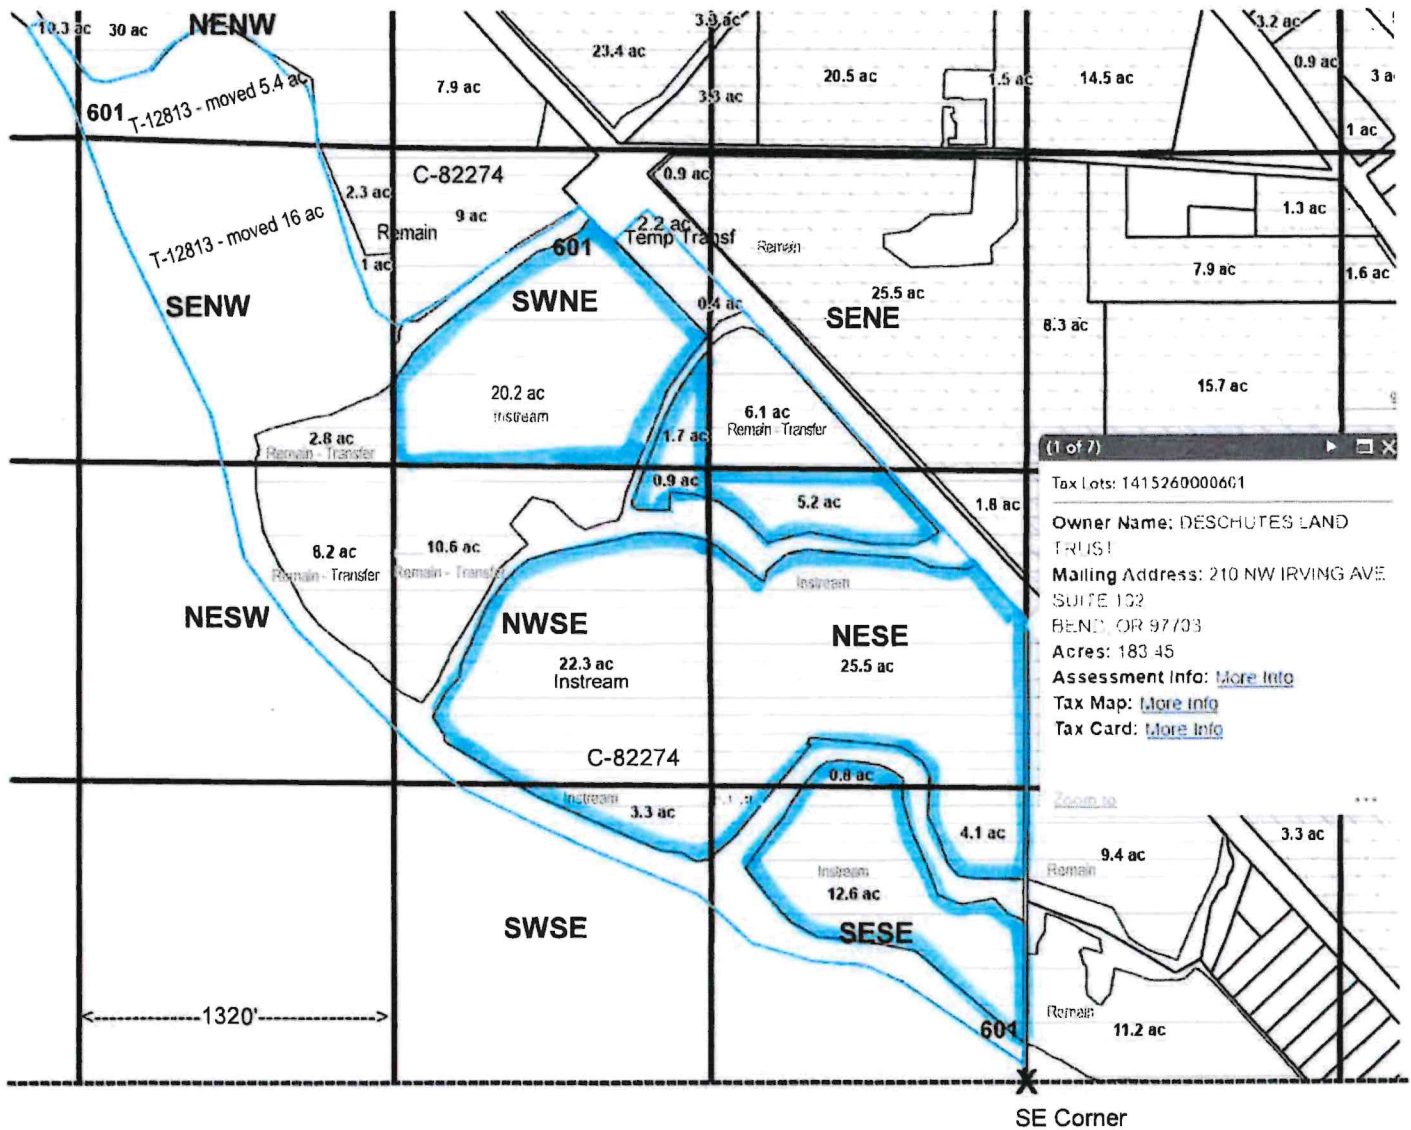 10.3 ac
30 ac
NENW
3.3 ac
3.2 ac
23.4 ac
20.5 ac
1.5 ac
14.5 ac
0.9 ac
7.9 ac
3.3 ac
601
T-12813 - moved 5.4 ac
1 ac
C-82274
2.3 ac
0.9 ac
9 ac
2.2 ac
1.3 ac
Remain
601
Temp Transf
Remain
T-12813 - moved 16 ac
1 ac
7.9 ac
1.6 ac
SENW
SWNE
0.4 ac
25.5 ac
SENE
8.3 ac
20.2 ac
Instream
15.7 ac
6.1 ac
Remain - Transfer
2.8 ac
Remain - Transfer
1.7 ac
(1 of 7)
0.9 ac
5.2 ac
1.8 ac
Tax Lots: 1415260000601
Owner Name: DESCHUTES LAND
TRUST
Mailing Address: 210 NW IRVING AVE
SUITE 102
BEND, OR 97703
Acres: 183.45
Assessment Info: More Info
Tax Map: More Info
Tax Card: More Info
Zoom to
...
10.6 ac
Remain - Transfer
Remain - Transfer
Instream
NESW
NWSE
NESE
22.3 ac
Instream
25.5 ac
C-82274
0.8 ac
Instream
3.3 ac
4.1 ac
3.3 ac
9.4 ac
Remain
Instream
12.6 ac
SWSE
SESE
<---------------1320'--------------->
601
Remain
11.2 ac
X
SE Corner